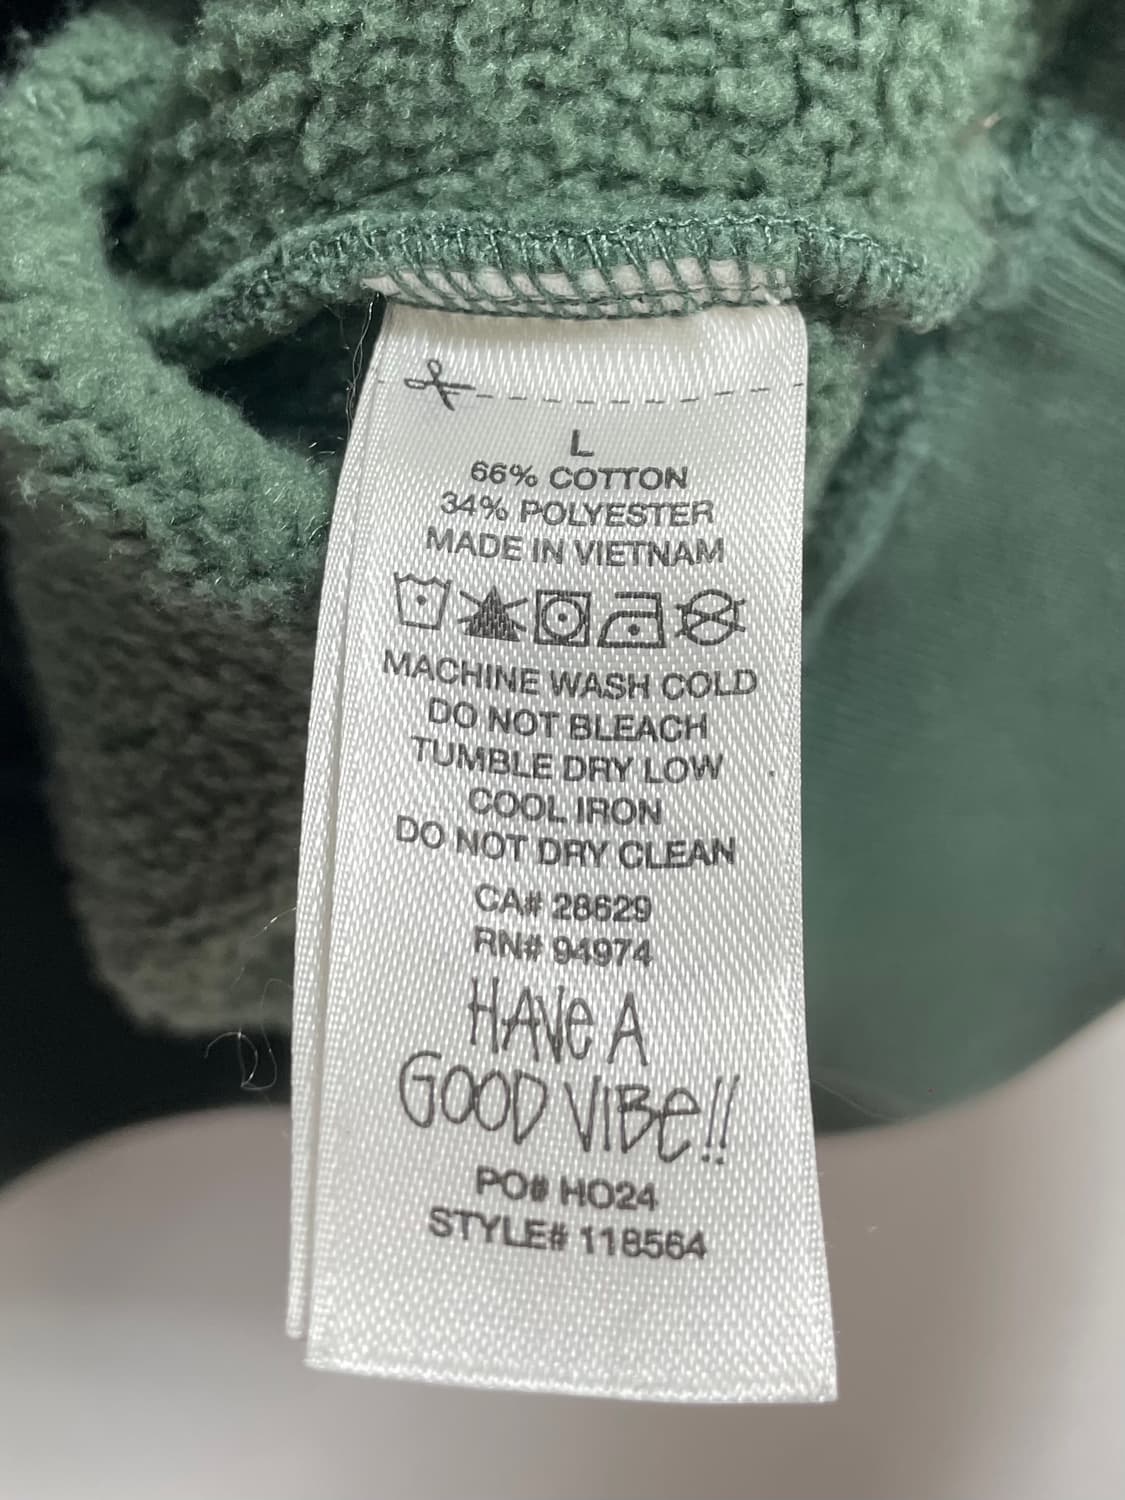 L
66% COTTON
34% POLYESTER
MADE IN VIETNAM
MACHINE WASH COLD
DO NOT BLEACH
TUMBLE DRY LOW
COOL IRON
DO NOT DRY CLEAN
CA# 28629
RN# 94974
HAVe A
GOOD VIBe!!
PO# HO24
STYLE# 118564